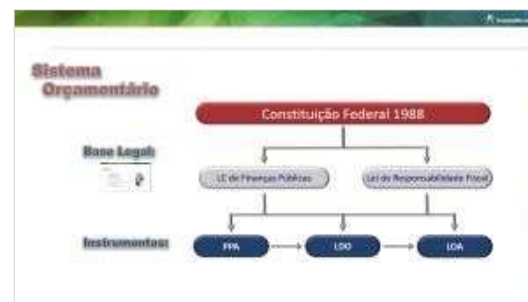 Sistema
Orçamentário
Constituição Federal 1988
Base Legal:
LC de Finanças Públicas
Lei de Responsabilidade Fiscal
Instrumentos:
PPA
LDO
LOA